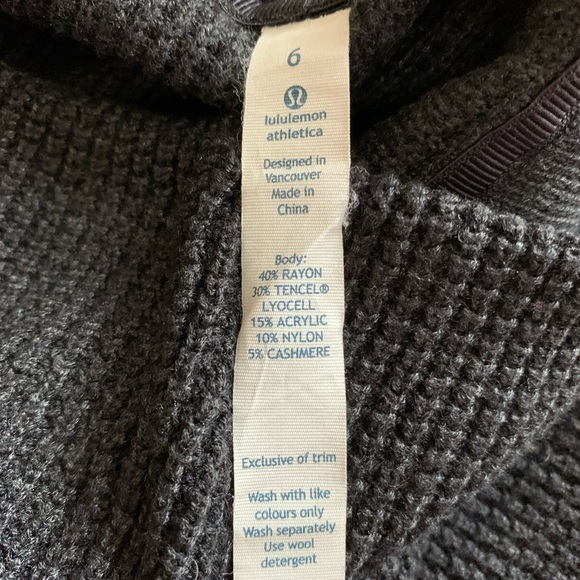 6
lululemon
athletica
Designed in
Vancouver
Made in
China
Body:
40% RAYON
30% TENCEL®
LYOCELL
15% ACRYLIC
10% NYLON
5% CASHMERE
Exclusive of trim
Wash with like
colours only
Wash separately
Use wool
detergent